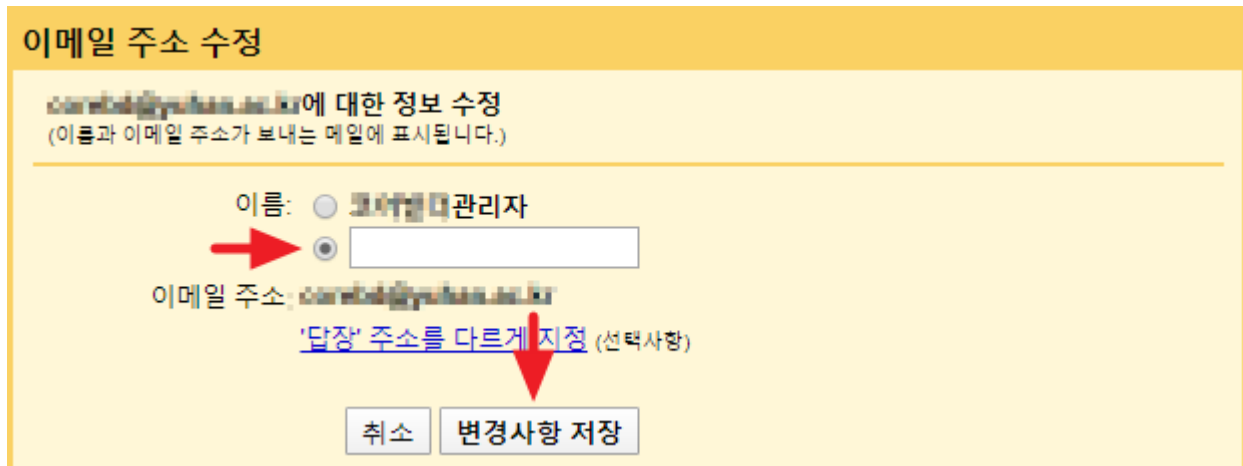 이메일 주소 수정
에 대한 정보 수정
(이름과 이메일 주소가 보내는 메일에 표시됩니다.)
이름: 관리자
이메일 주소:
'답장' 주소를 다르게 지정 (선택사항)
취소 변경사항 저장